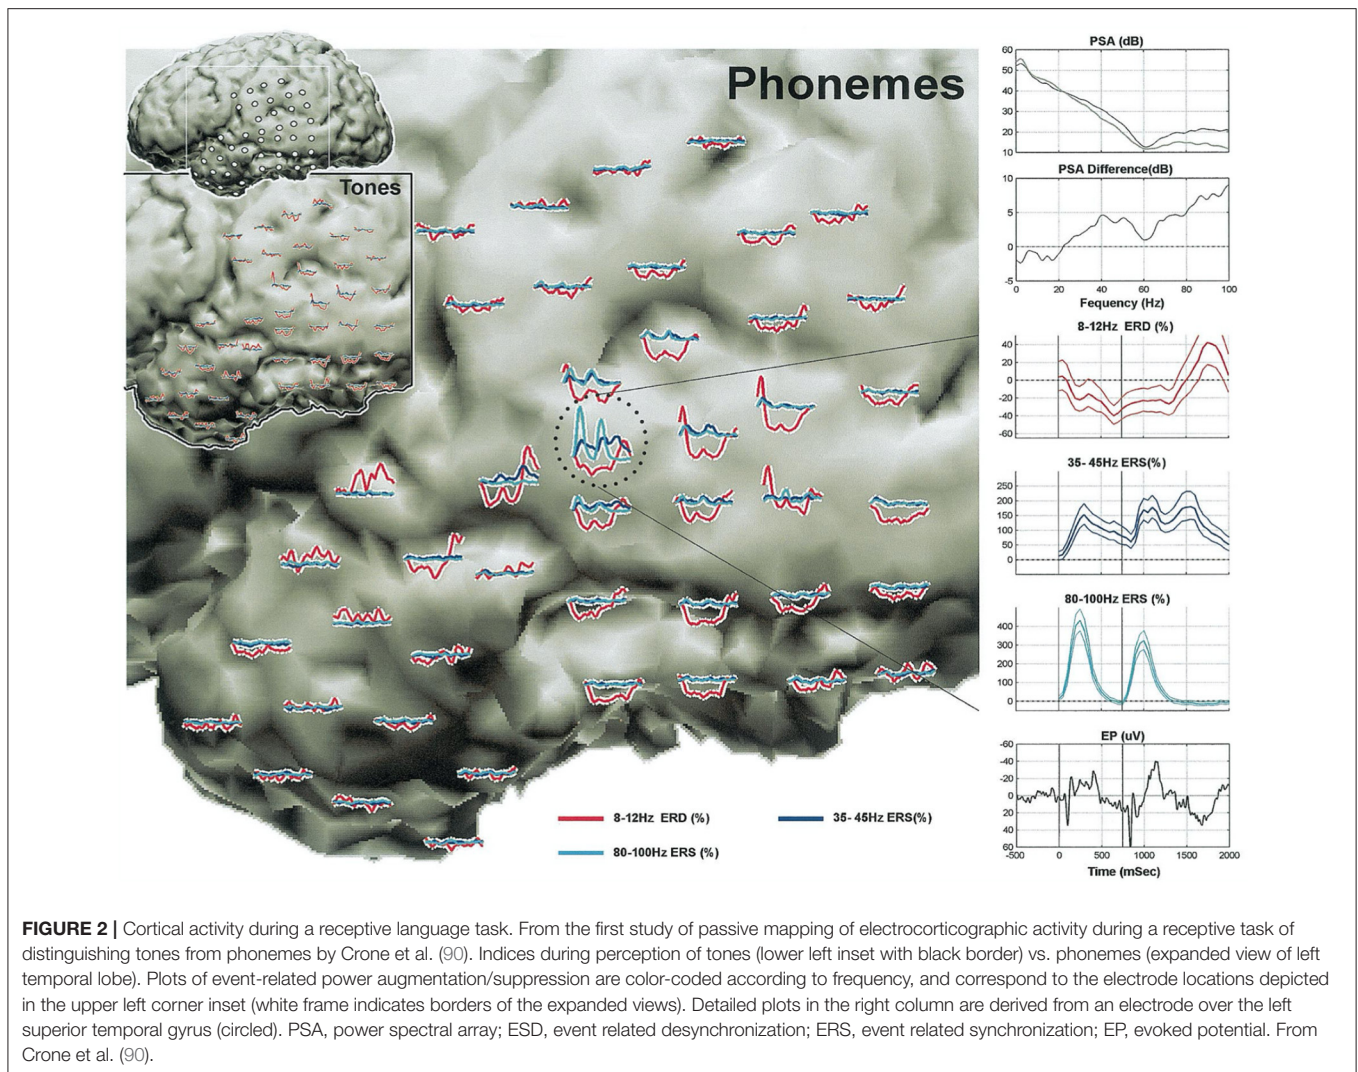 Phonemes
Tones
8-12Hz ERD (%)
35- 45Hz ERS(%)
80-100Hz ERS (%)
PSA (dB)
60
50
40
30
20
10
PSA Difference(dB)
10
5
0
-5
0 20 40 60 80 100
Fequency (Hz)
8-12Hz ERD (%)
40
20
0
-20
-40
-60
35- 45Hz ERS(%)
250
200
150
100
50
0
80-100Hz ERS (%)
400
300
200
100
0
EP (uV)
-60
-40
-20
0
20
40
60
-500 0 500 1000 1500 2000
Time (mSec)
FIGURE 2 | Cortical activity during a receptive language task. From the first study of passive mapping of electrocorticographic activity during a receptive task of
distinguishing tones from phonemes by Crone et al. (90). Indices during perception of tones (lower left inset with black border) vs. phonemes (expanded view of left
temporal lobe). Plots of event-related power augmentation/suppression are color-coded according to frequency, and correspond to the electrode locations depicted
in the upper left corner inset (white frame indicates borders of the expanded views). Detailed plots in the right column are derived from an electrode over the left
superior temporal gyrus (circled). PSA, power spectral array; ESD, event related desynchronization; ERS, event related synchronization; EP, evoked potential. From
Crone et al. (90).